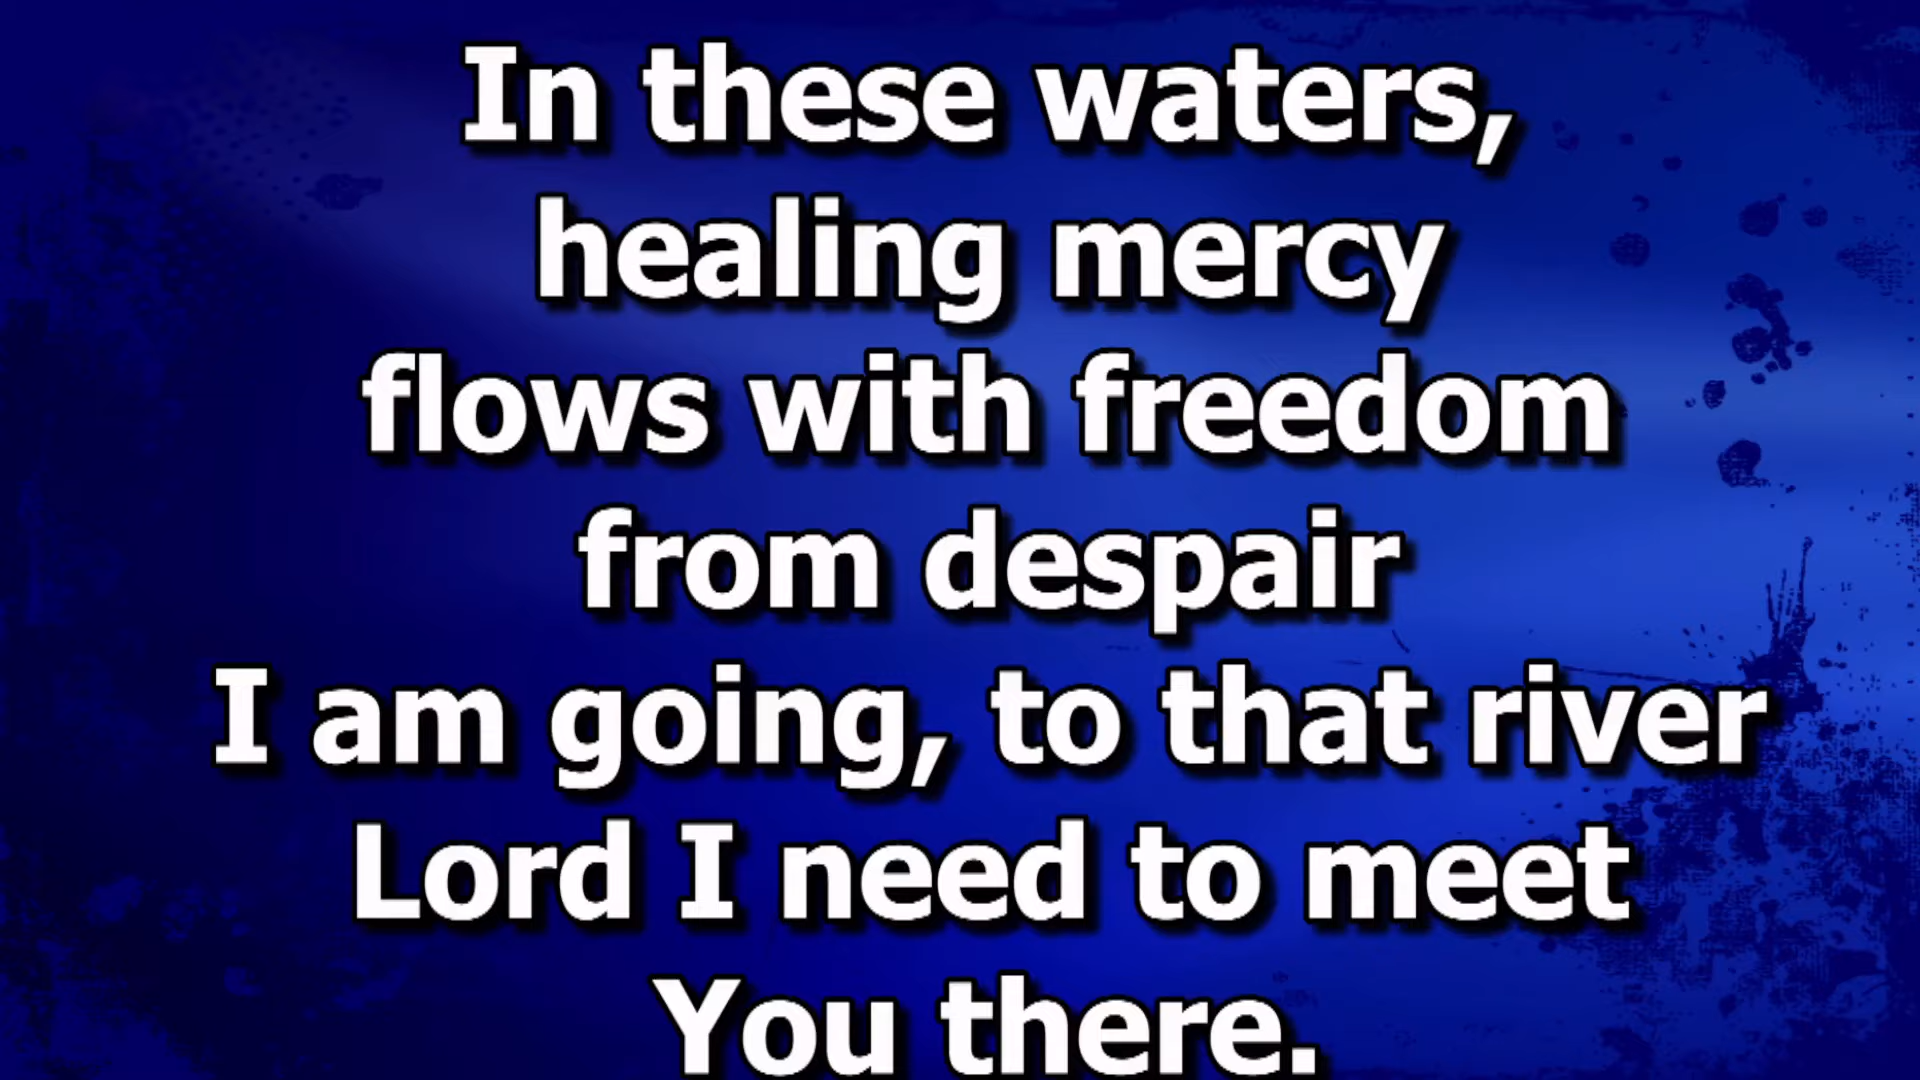 In these waters,
healing mercy
flows with freedom
from despair
I am going, to that river
Lord I need to meet
You there.